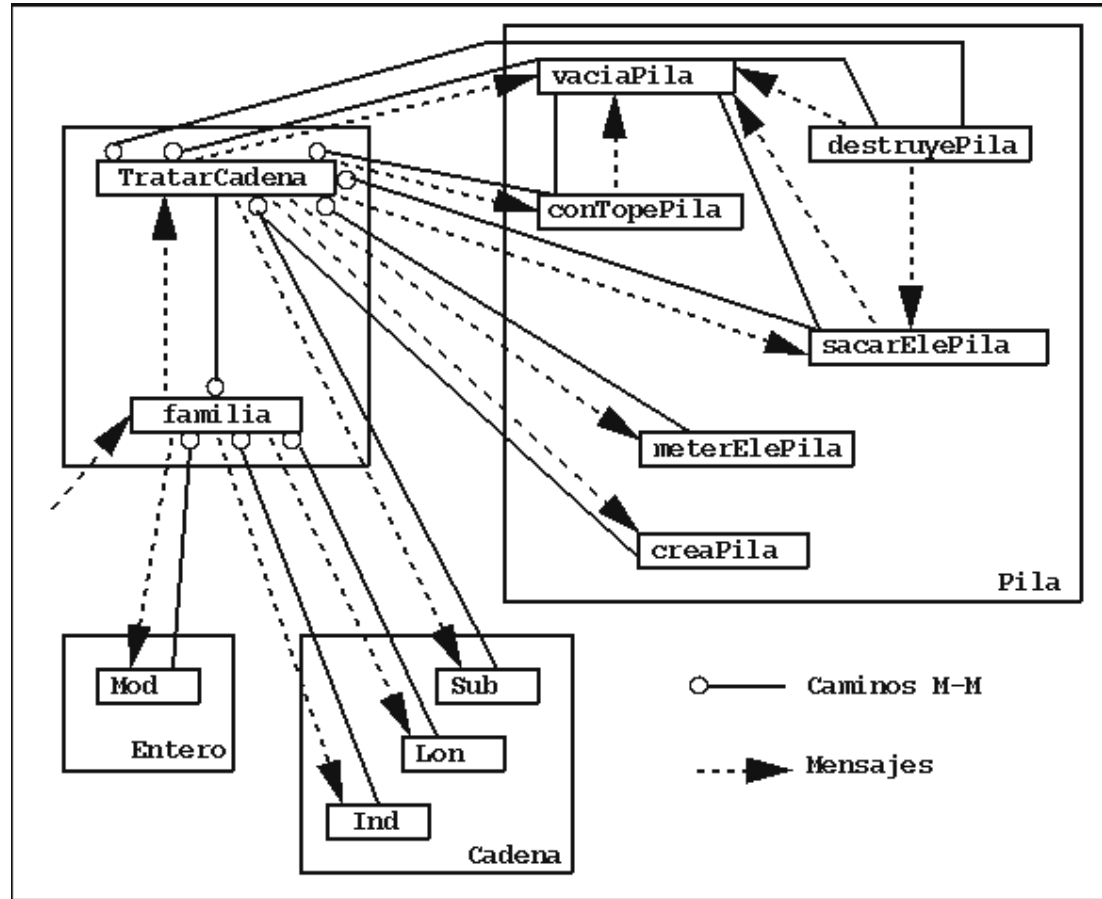 vaciaPila
destruyePila
TratarCadena
conTopePila
sacarElePila
familia
meterElePila
creaPila
Pila
Mod
Sub
Caminos M-M
Entero
Lon
Mensajes
Ind
Cadena